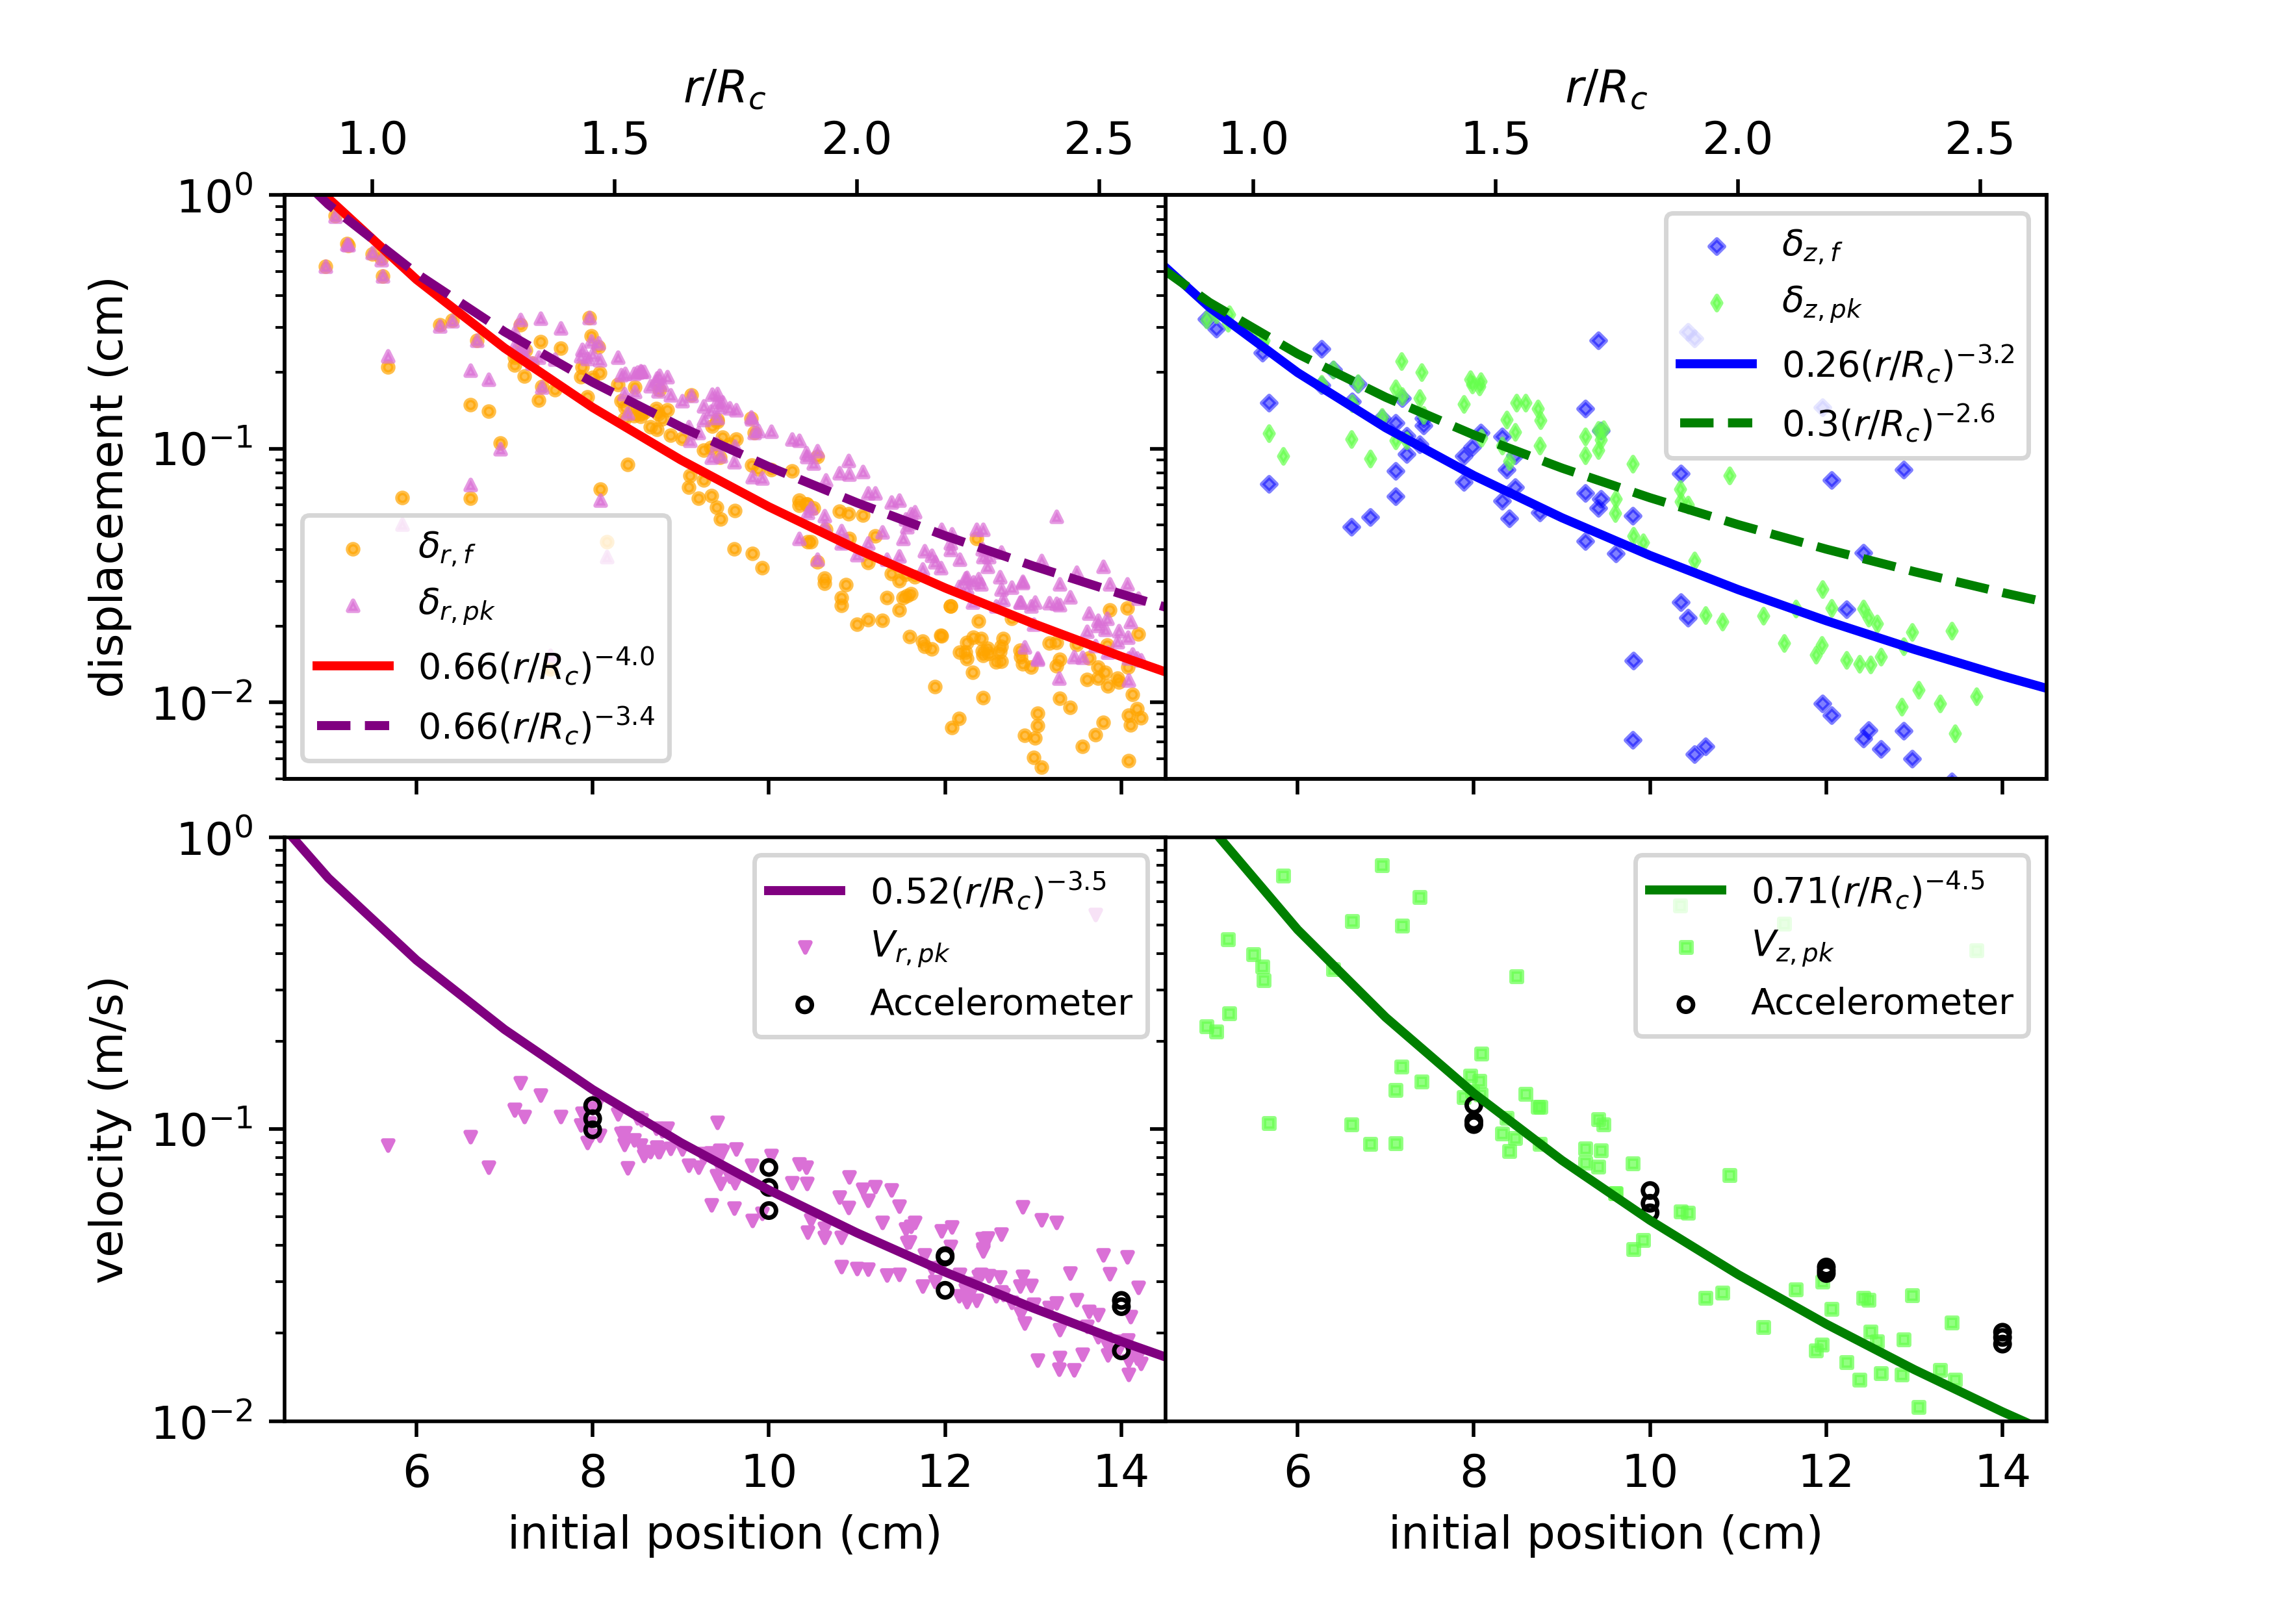 r/R_c r/R_c
1.0 1.5 2.0 2.5 1.0 1.5 2.0 2.5
10^0
10^−1
10^−2
displacement (cm)
δ_{r,f}
δ_{r,pk}
0.66(r/R_c)^−4.0
0.66(r/R_c)^−3.4
δ_{z,f}
δ_{z,pk}
0.26(r/R_c)^−3.2
0.3(r/R_c)^−2.6
10^0
10^−1
10^−2
velocity (m/s)
0.52(r/R_c)^−3.5
V_{r,pk}
Accelerometer
0.71(r/R_c)^−4.5
V_{z,pk}
Accelerometer
6 8 10 12 14 6 8 10 12 14
initial position (cm) initial position (cm)